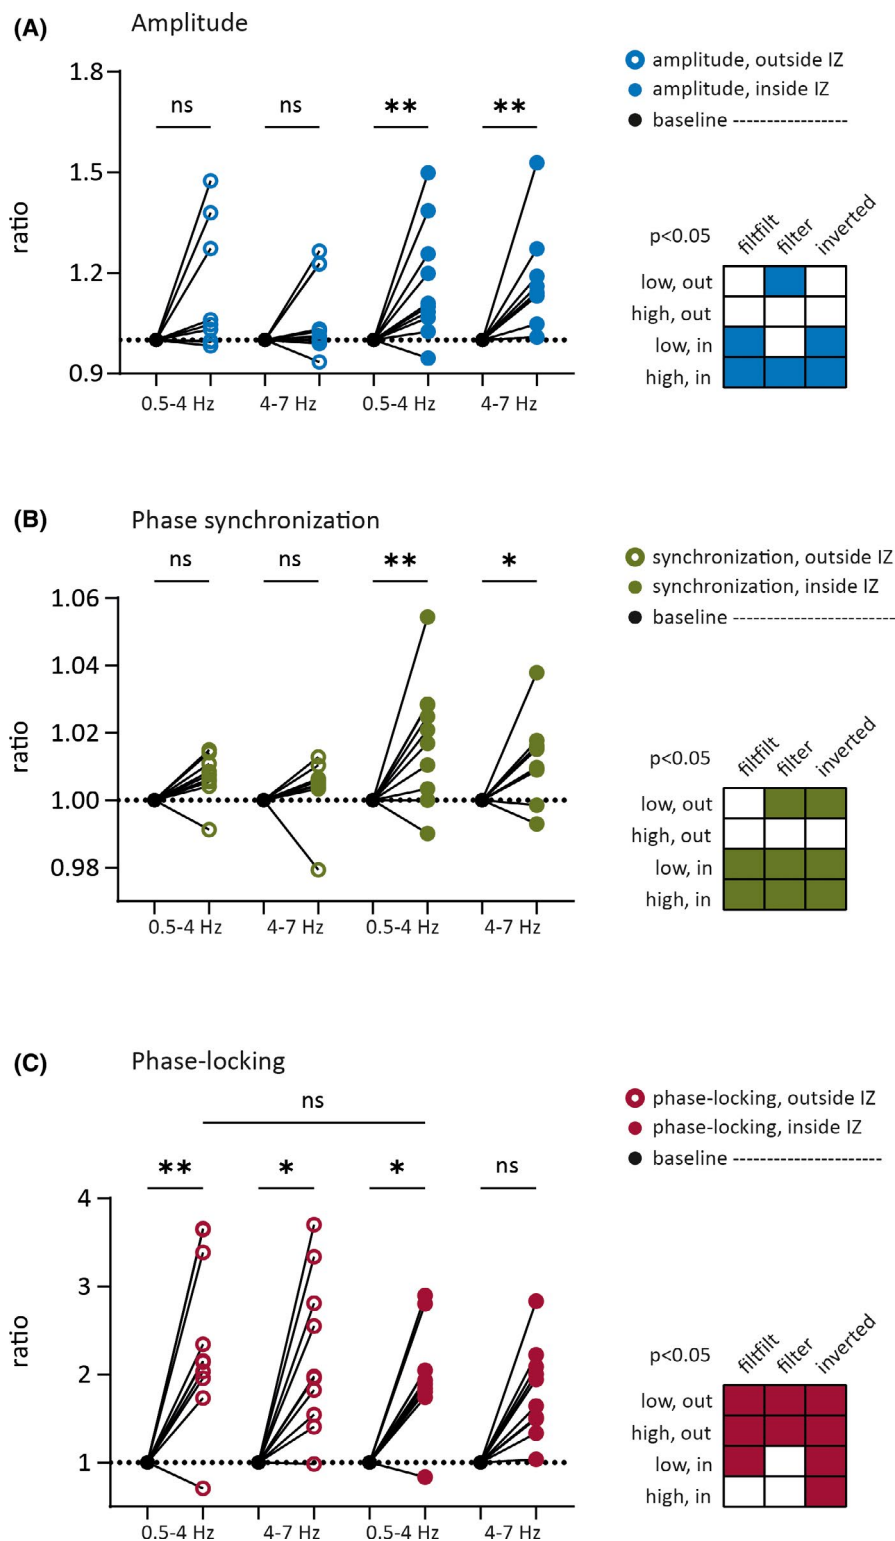 (A)
Amplitude
1.8
1.5
1.2
0.9
ratio
ns
ns
**
**
0.5-4 Hz
4-7 Hz
0.5-4 Hz
4-7 Hz
amplitude, outside IZ
amplitude, inside IZ
baseline
p<0.05
filtfilt
filter
inverted
low, out
high, out
low, in
high, in
(B)
Phase synchronization
ns
ns
**
*
1.06
1.04
1.02
1.00
0.98
ratio
0.5-4 Hz
4-7 Hz
0.5-4 Hz
4-7 Hz
synchronization, outside IZ
synchronization, inside IZ
baseline
p<0.05
filtfilt
filter
inverted
low, out
high, out
low, in
high, in
(C)
Phase-locking
ns
**
*
*
ns
4
3
2
1
ratio
0.5-4 Hz
4-7 Hz
0.5-4 Hz
4-7 Hz
phase-locking, outside IZ
phase-locking, inside IZ
baseline
p<0.05
filtfilt
filter
inverted
low, out
high, out
low, in
high, in